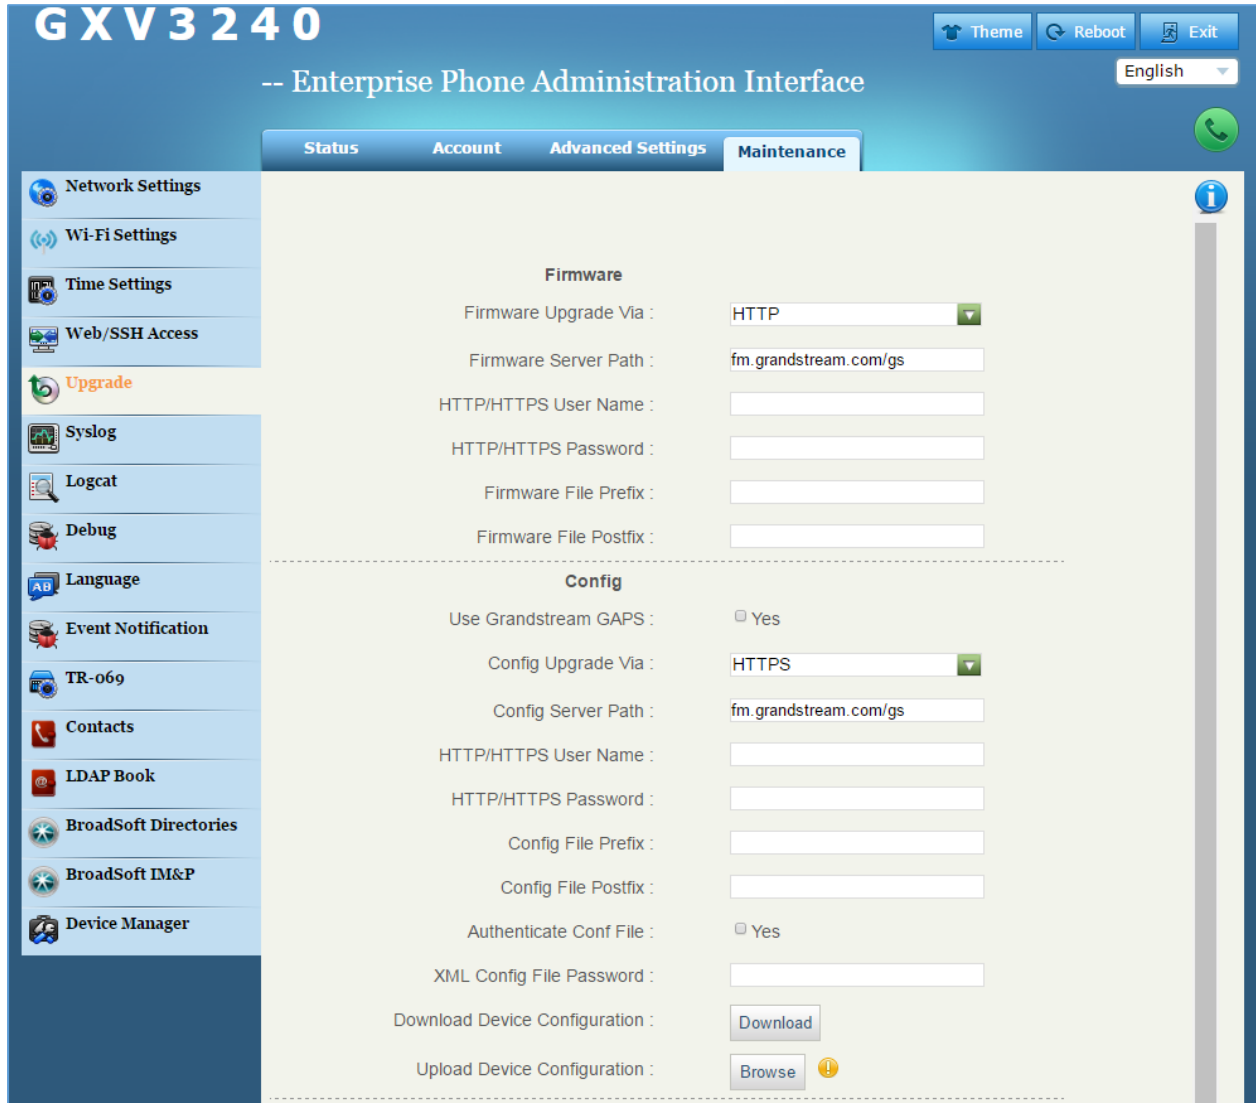 GXV3240
Theme
Reboot
Exit
-- Enterprise Phone Administration Interface
English
Status
Account
Advanced Settings
Maintenance
Network Settings
Wi-Fi Settings
Time Settings
Web/SSH Access
Upgrade
Syslog
Logcat
Debug
Language
Event Notification
TR-069
Contacts
LDAP Book
BroadSoft Directories
BroadSoft IM&P
Device Manager
Firmware
Firmware Upgrade Via : HTTP
Firmware Server Path : fm.grandstream.com/gs
HTTP/HTTPS User Name :
HTTP/HTTPS Password :
Firmware File Prefix :
Firmware File Postfix :
Config
Use Grandstream GAPS : Yes
Config Upgrade Via : HTTPS
Config Server Path : fm.grandstream.com/gs
HTTP/HTTPS User Name :
HTTP/HTTPS Password :
Config File Prefix :
Config File Postfix :
Authenticate Conf File : Yes
XML Config File Password :
Download Device Configuration : Download
Upload Device Configuration : Browse